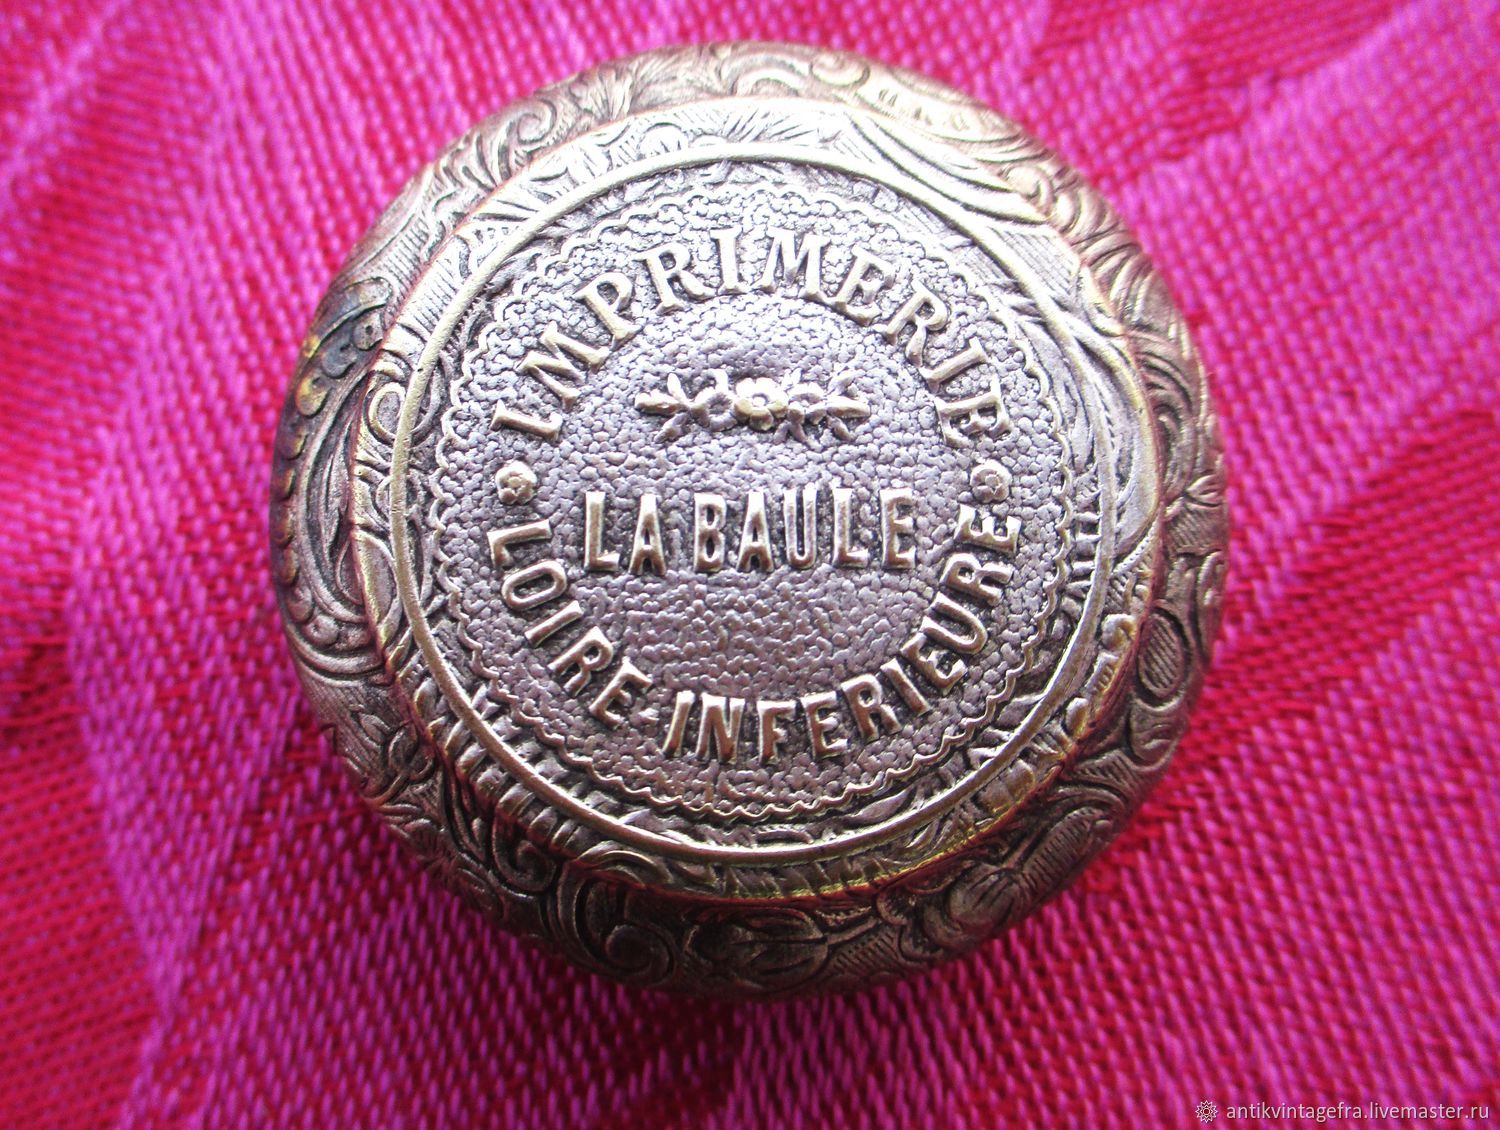 IMPRIMERIE
LA BAULE
LOIRE-INFERIEURE
antikvintagefra.livemaster.ru